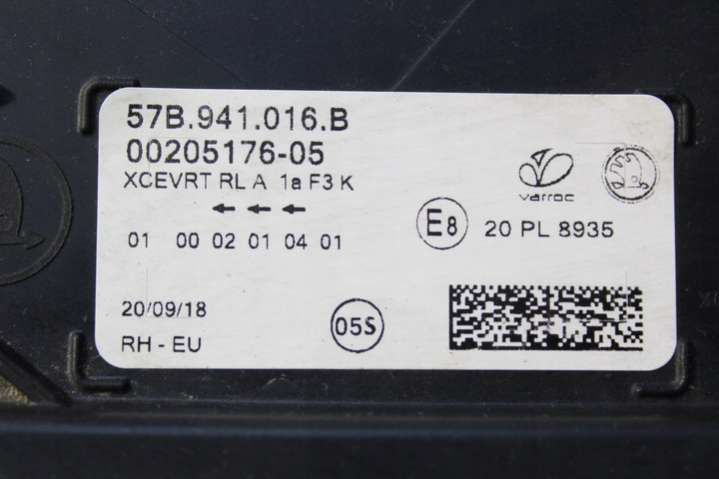 57B.941.016.B
00205176-05
XCEVRT RL A 1a F3 K
varroc
01 00 02 01 04 01
E8 20 PL 8935
20/09/18
05S
RH - EU